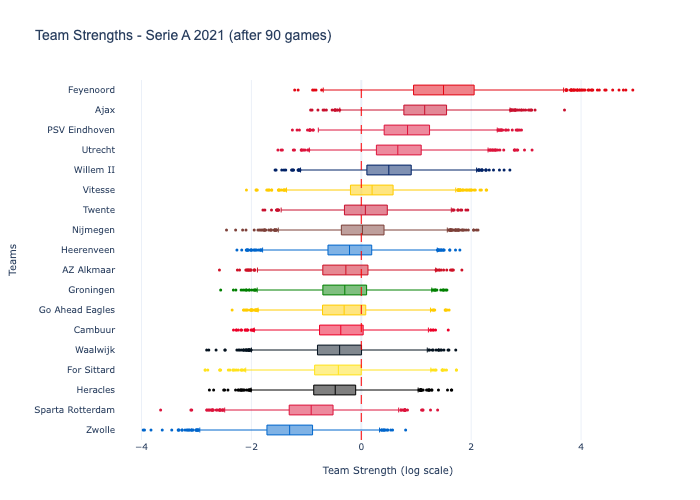 Team Strengths - Serie A 2021 (after 90 games)
Teams
Feyenoord
Ajax
PSV Eindhoven
Utrecht
Willem II
Vitesse
Twente
Nijmegen
Heerenveen
AZ Alkmaar
Groningen
Go Ahead Eagles
Cambuur
Waalwijk
For Sittard
Heracles
Sparta Rotterdam
Zwolle
−4 −2 0 2 4
Team Strength (log scale)